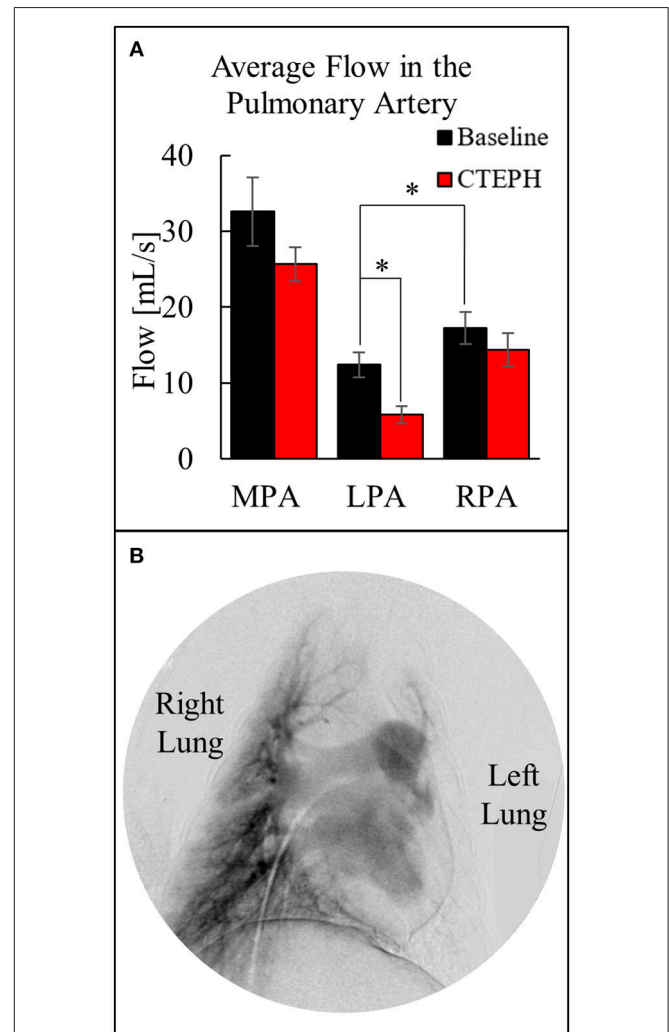 A
Average Flow in the
Pulmonary Artery
Baseline
CTEPH
40
30
20
10
0
Flow [mL/s]
*
*
MPA
LPA
RPA
B
Right
Lung
Left
Lung